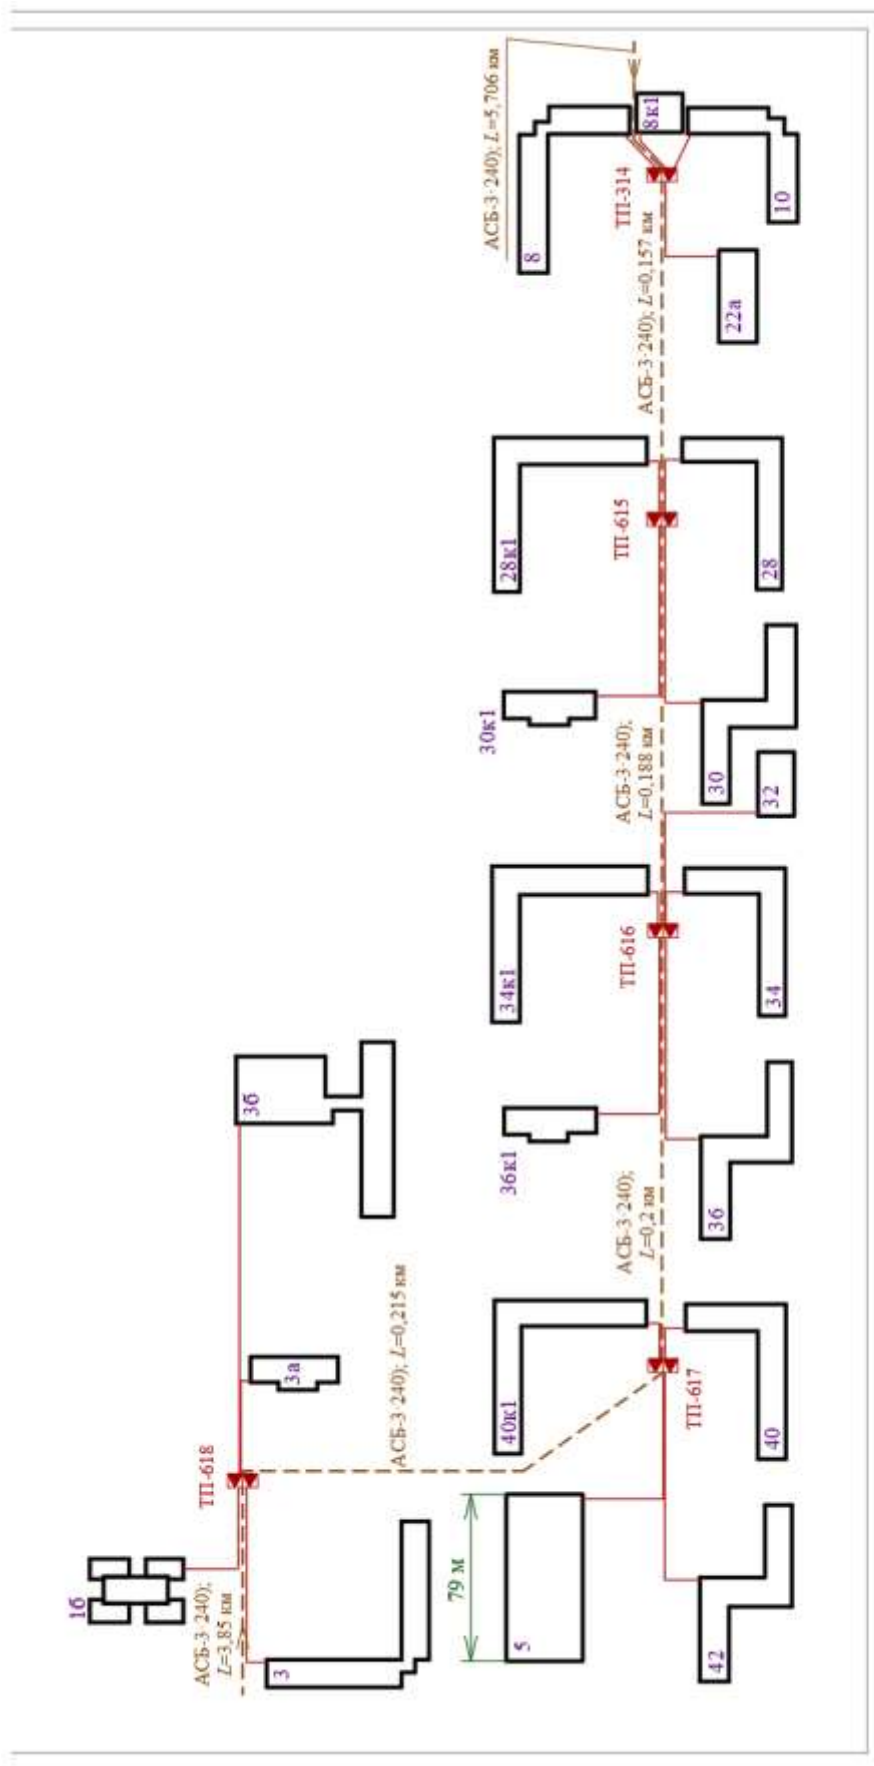 АСБ-3·240); L=5,706 км
8к1
8
ТП-314
10
АСБ-3·240); L=0,157 км
22а
28к1
ТП-615
28
30к1
АСБ-3·240);
L=0,188 км
30
32
34к1
ТП-616
34
3б
36к1
АСБ-3·240);
L=0,2 км
36
АСБ-3·240); L=0,215 км
3а
40к1
ТП-617
40
ТП-618
1б
АСБ-3·240);
L=3,85 км
3
79 м
5
42